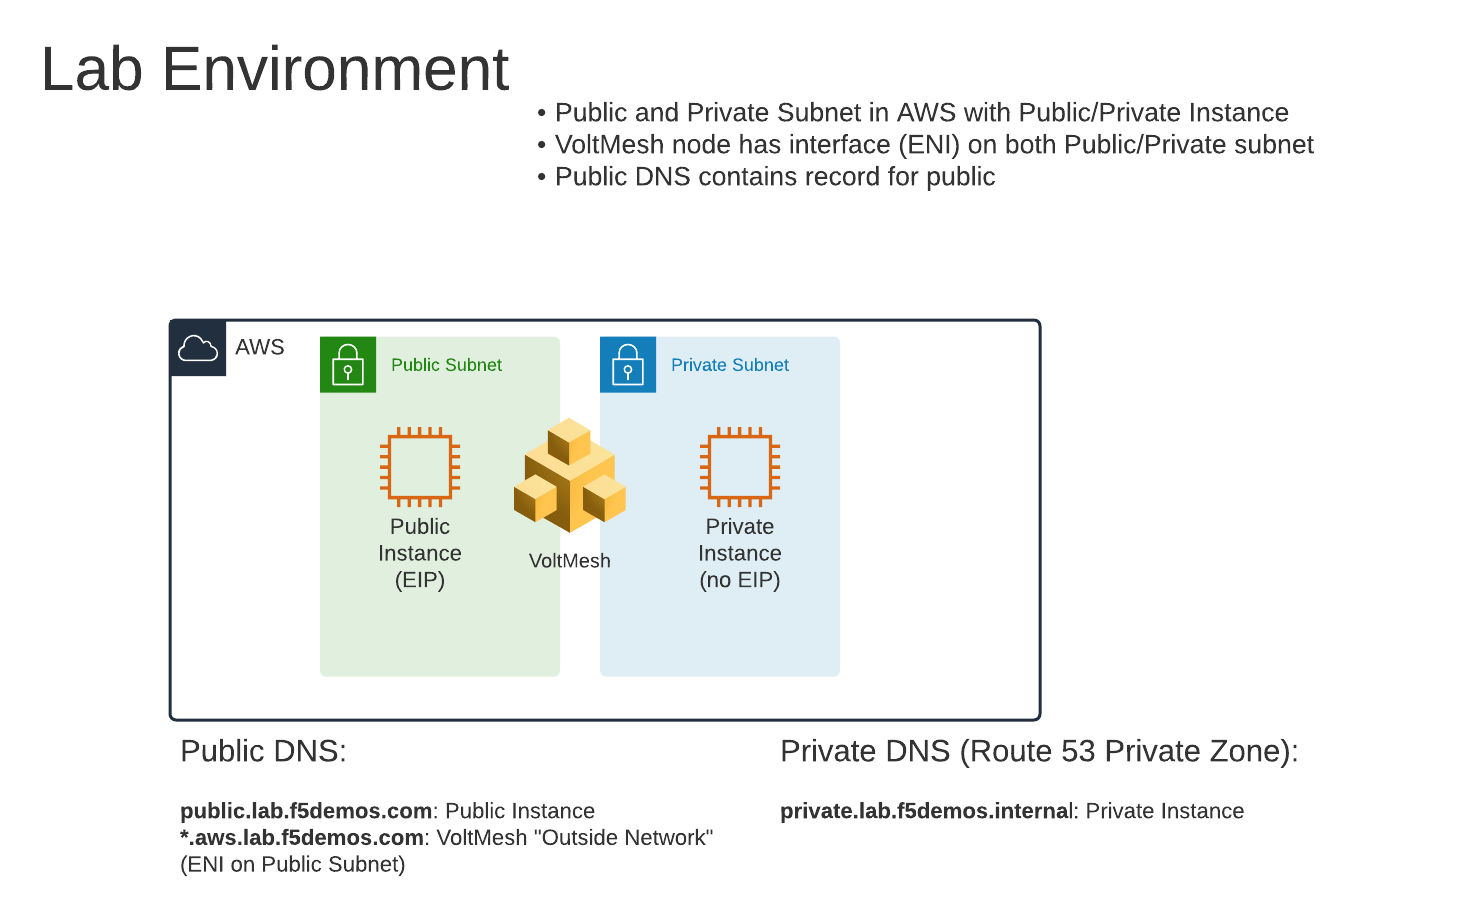 Lab Environment
• Public and Private Subnet in AWS with Public/Private Instance
• VoltMesh node has interface (ENI) on both Public/Private subnet
• Public DNS contains record for public
AWS
Public Subnet
Private Subnet
Public
Instance
(EIP)
VoltMesh
Private
Instance
(no EIP)
Public DNS:
public.lab.f5demos.com: Public Instance
*.aws.lab.f5demos.com: VoltMesh "Outside Network"
(ENI on Public Subnet)
Private DNS (Route 53 Private Zone):
private.lab.f5demos.internal: Private Instance